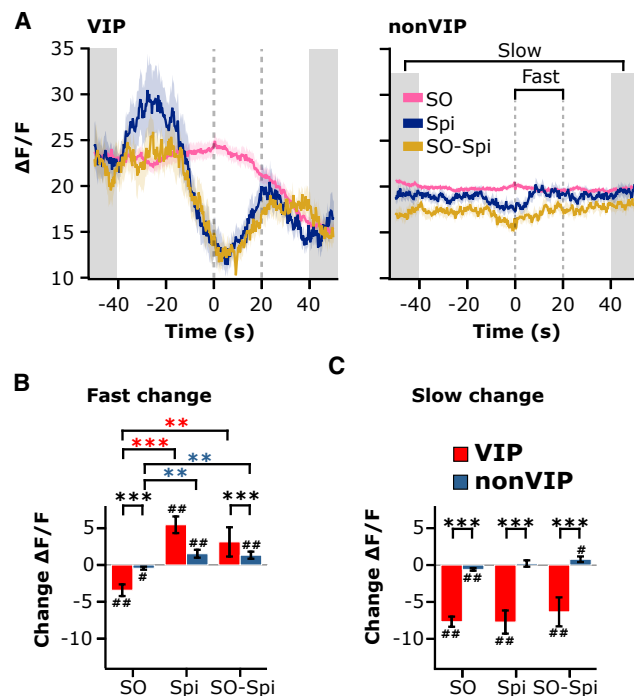 A
VIP
nonVIP
35
30
25
20
15
10
ΔF/F
-40
-20
0
20
40
Time (s)
Slow
Fast
SO
Spi
SO-Spi
-40
-20
0
20
40
Time (s)
B
Fast change
**
***
**
**
***
***
5
0
-5
-10
Change ΔF/F
##
#
##
##
##
SO
Spi
SO-Spi
C
Slow change
VIP
nonVIP
***
***
***
5
0
-5
-10
Change ΔF/F
##
##
##
##
#
SO
Spi
SO-Spi